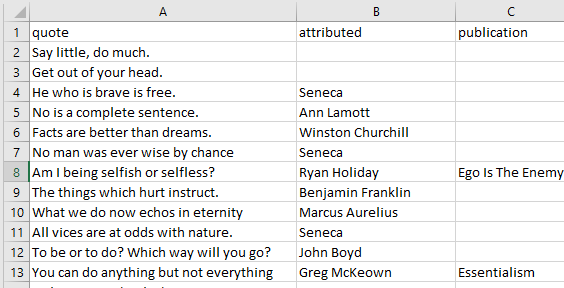 A B C
1 quote attributed publication
2 Say little, do much.
3 Get out of your head.
4 He who is brave is free. Seneca
5 No is a complete sentence. Ann Lamott
6 Facts are better than dreams. Winston Churchill
7 No man was ever wise by chance Seneca
8 Am I being selfish or selfless? Ryan Holiday Ego Is The Enemy
9 The things which hurt instruct. Benjamin Franklin
10 What we do now echos in eternity Marcus Aurelius
11 All vices are at odds with nature. Seneca
12 To be or to do? Which way will you go? John Boyd
13 You can do anything but not everything Greg McKeown Essentialism